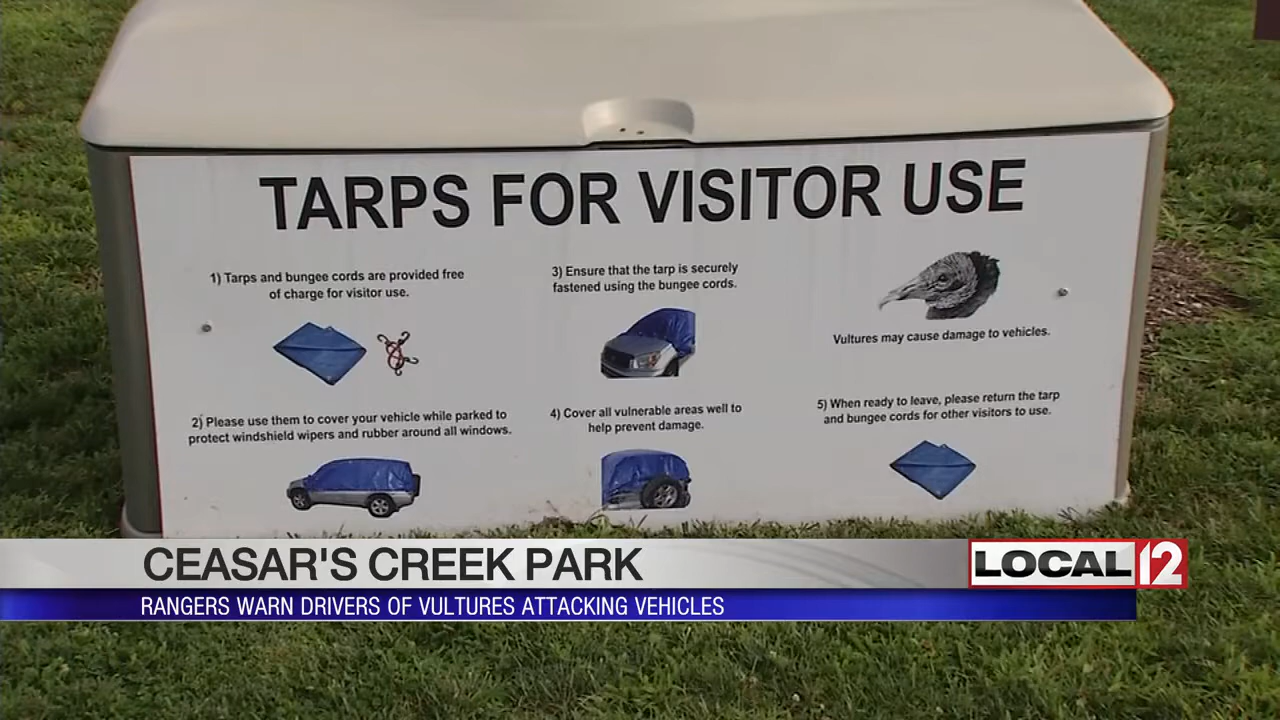 TARPS FOR VISITOR USE
1) Tarps and bungee cords are provided free
of charge for visitor use.
2) Please use them to cover your vehicle while parked to
protect windshield wipers and rubber around all windows.
3) Ensure that the tarp is securely
fastened using the bungee cords.
4) Cover all vulnerable areas well to
help prevent damage.
Vultures may cause damage to vehicles.
5) When ready to leave, please return the tarp
and bungee cords for other visitors to use.
CEASAR'S CREEK PARK
RANGERS WARN DRIVERS OF VULTURES ATTACKING VEHICLES
LOCAL 12